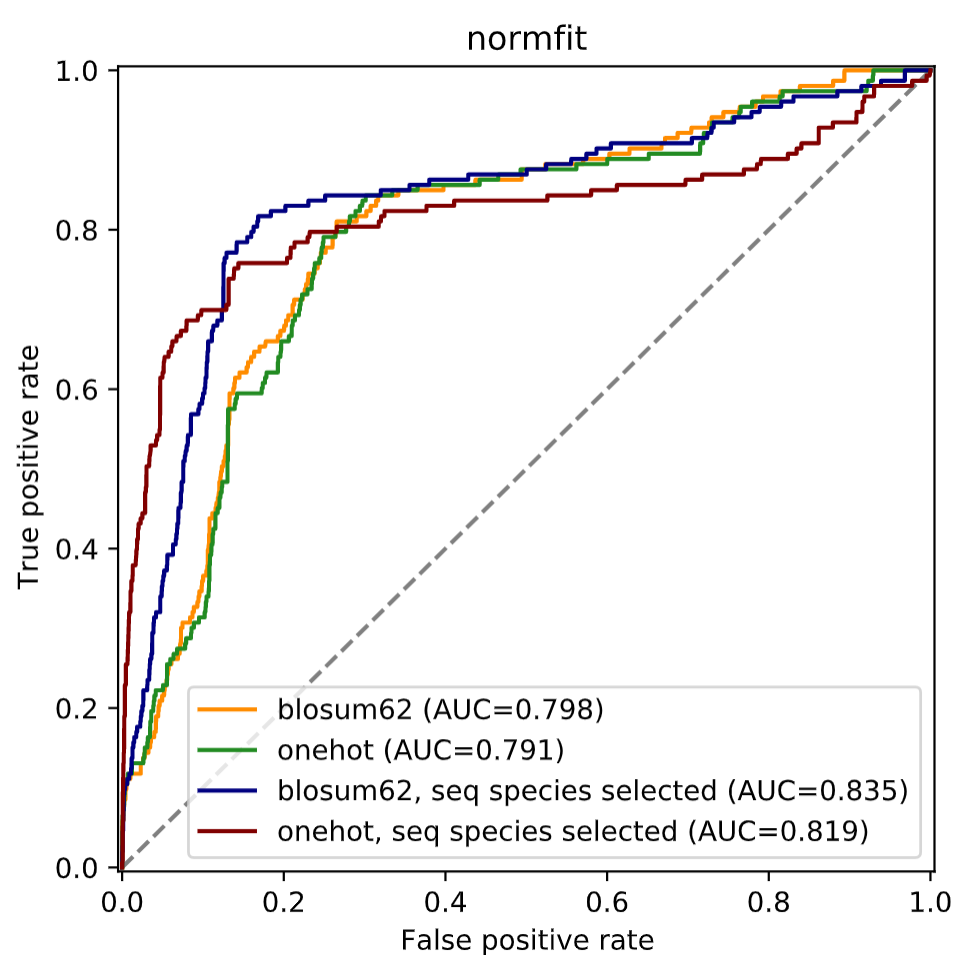 normfit
1.0
0.8
0.6
0.4
0.2
0.0
True positive rate
blosum62 (AUC=0.798)
onehot (AUC=0.791)
blosum62, seq species selected (AUC=0.835)
onehot, seq species selected (AUC=0.819)
0.0 0.2 0.4 0.6 0.8 1.0
False positive rate